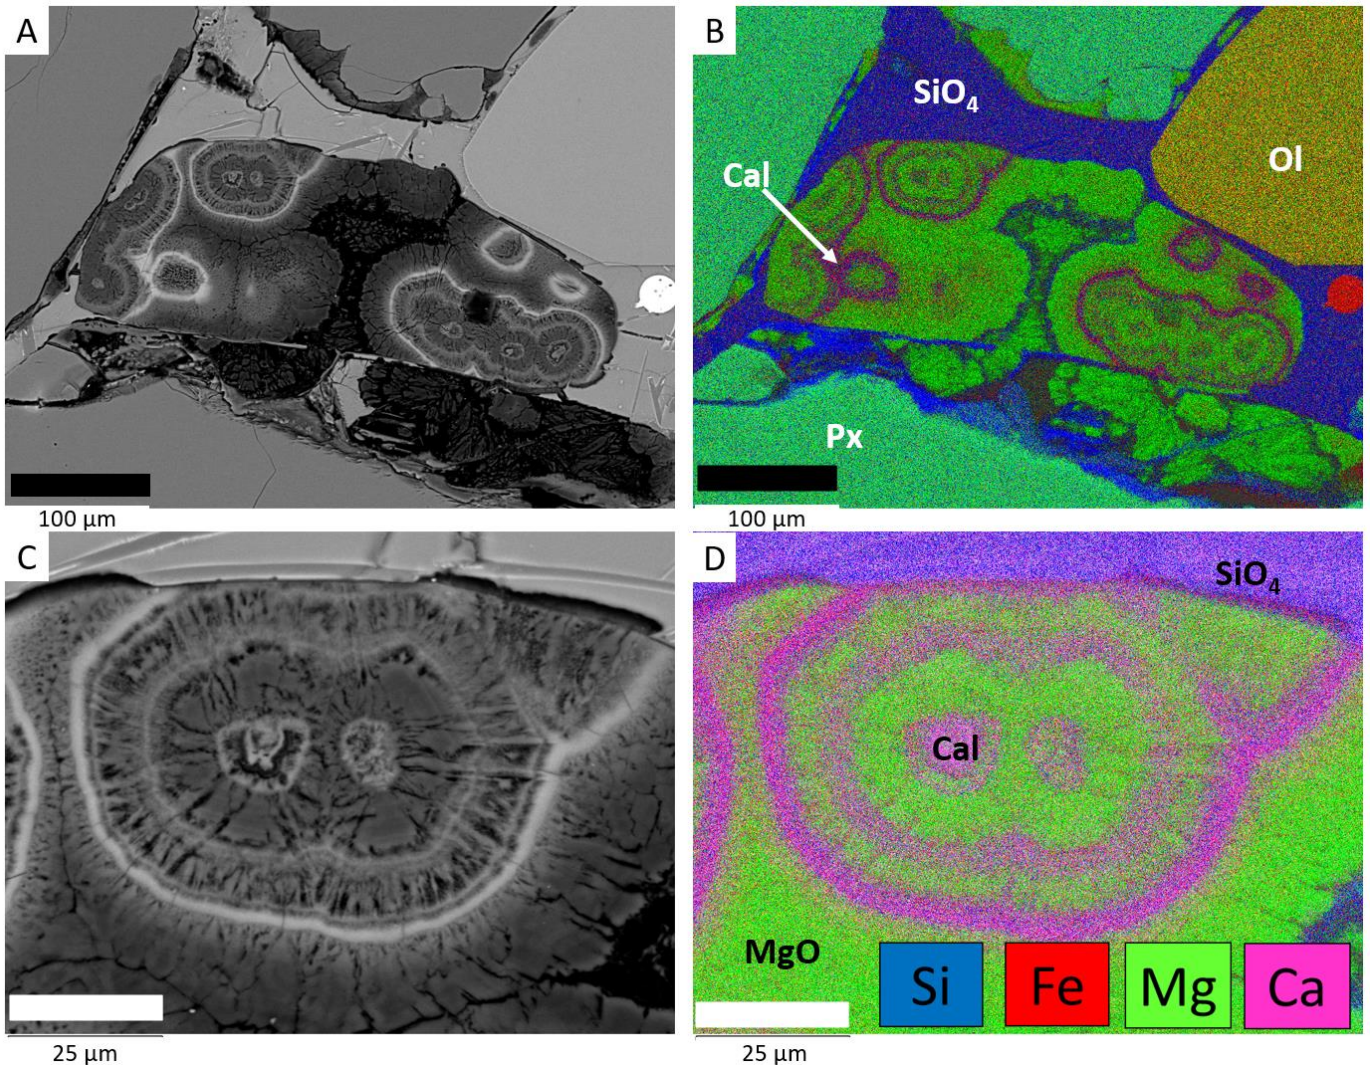 A
B
SiO₄
Ol
Cal
Px
100 µm
100 µm
C
D
SiO₄
Cal
MgO
Si Fe Mg Ca
25 µm
25 µm